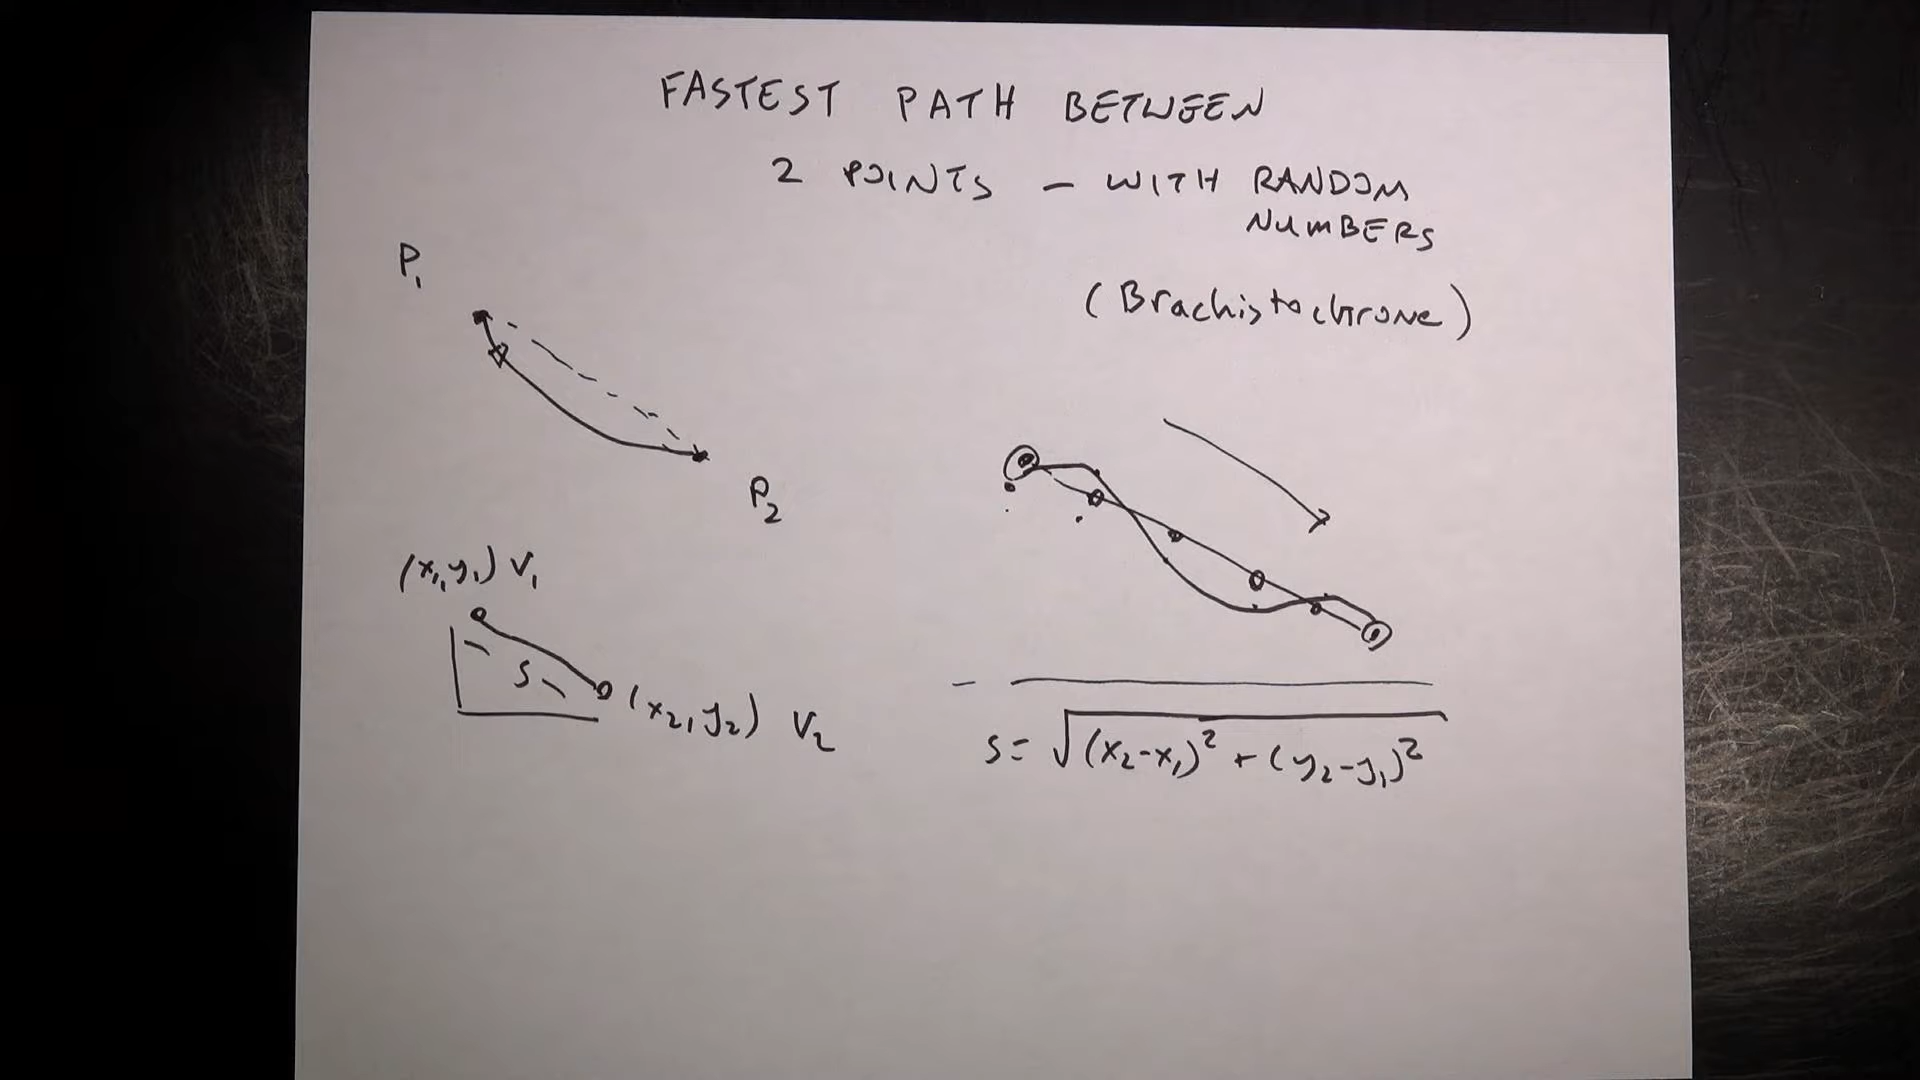 FASTEST PATH BETWEEN
2 POINTS - WITH RANDOM
NUMBERS
(Brachistochrone)
P₁
P₂
(x₁, y₁) V₁
S
(x₂, y₂) V₂
s = √(x₂-x₁)² + (y₂-y₁)²